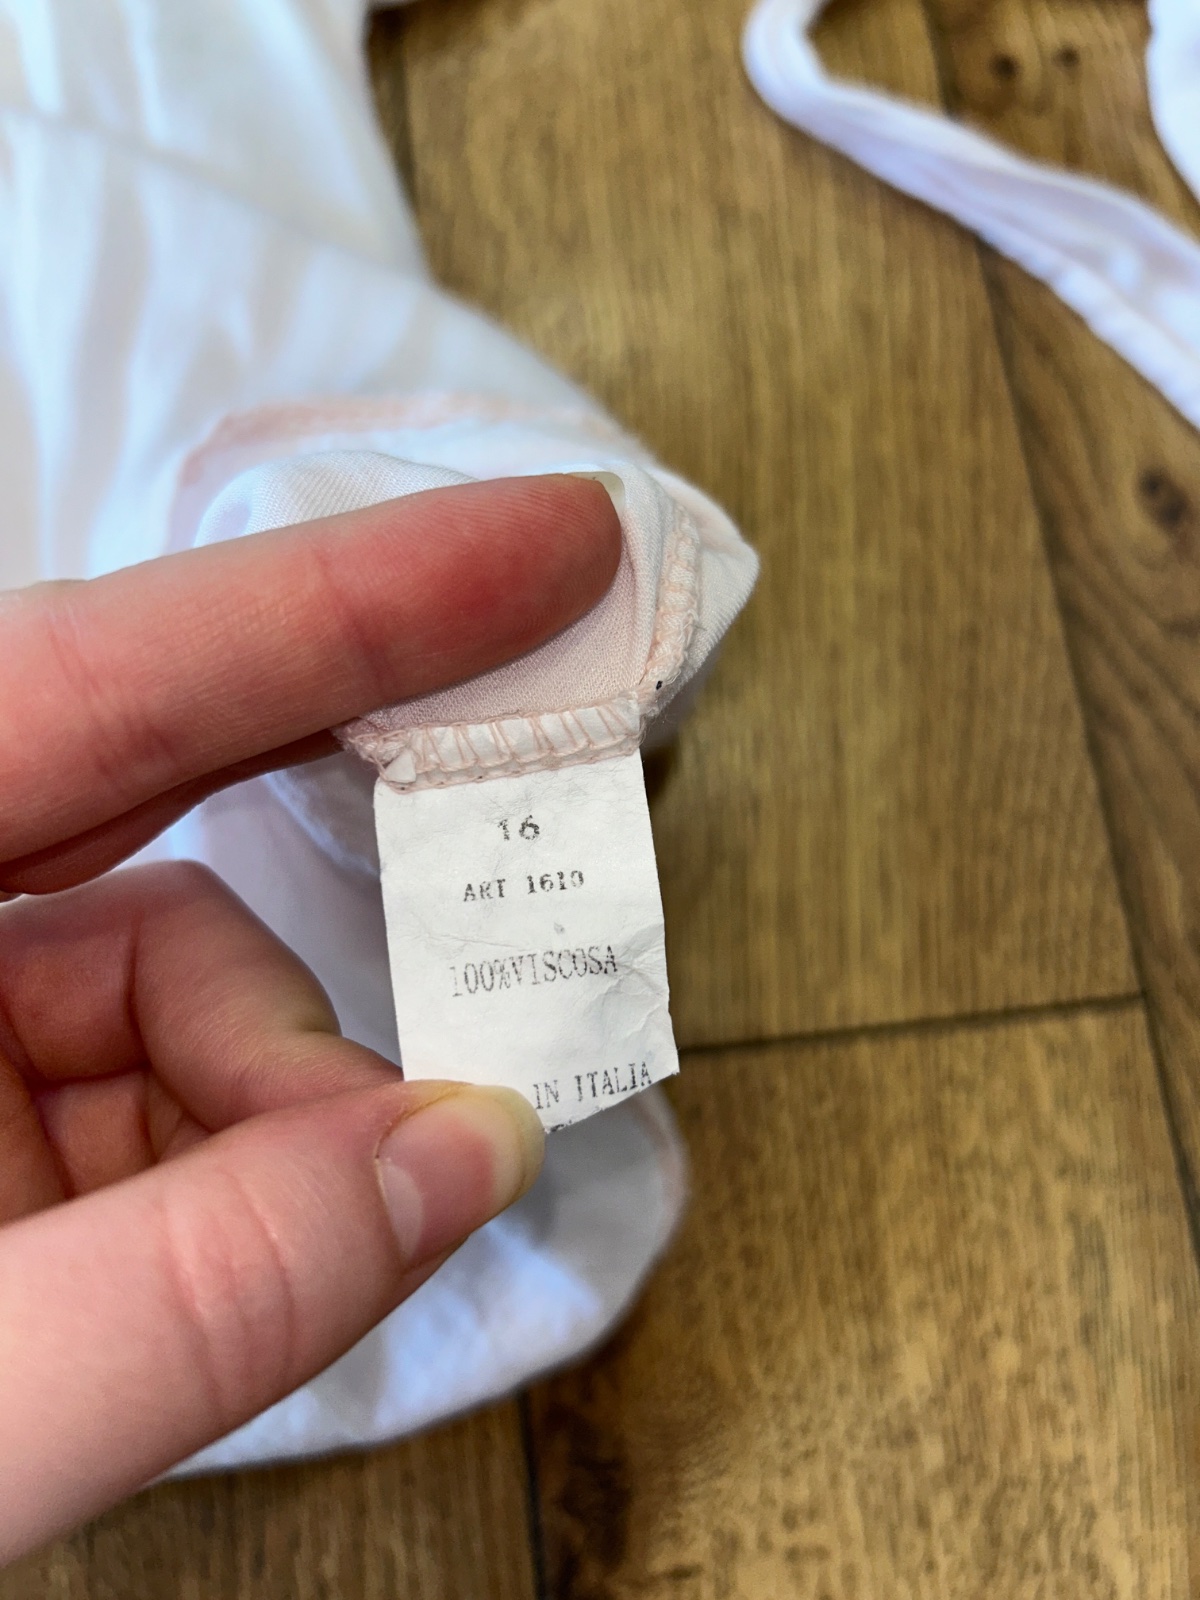 16
ART 1610
100%VISCOSA
IN ITALIA